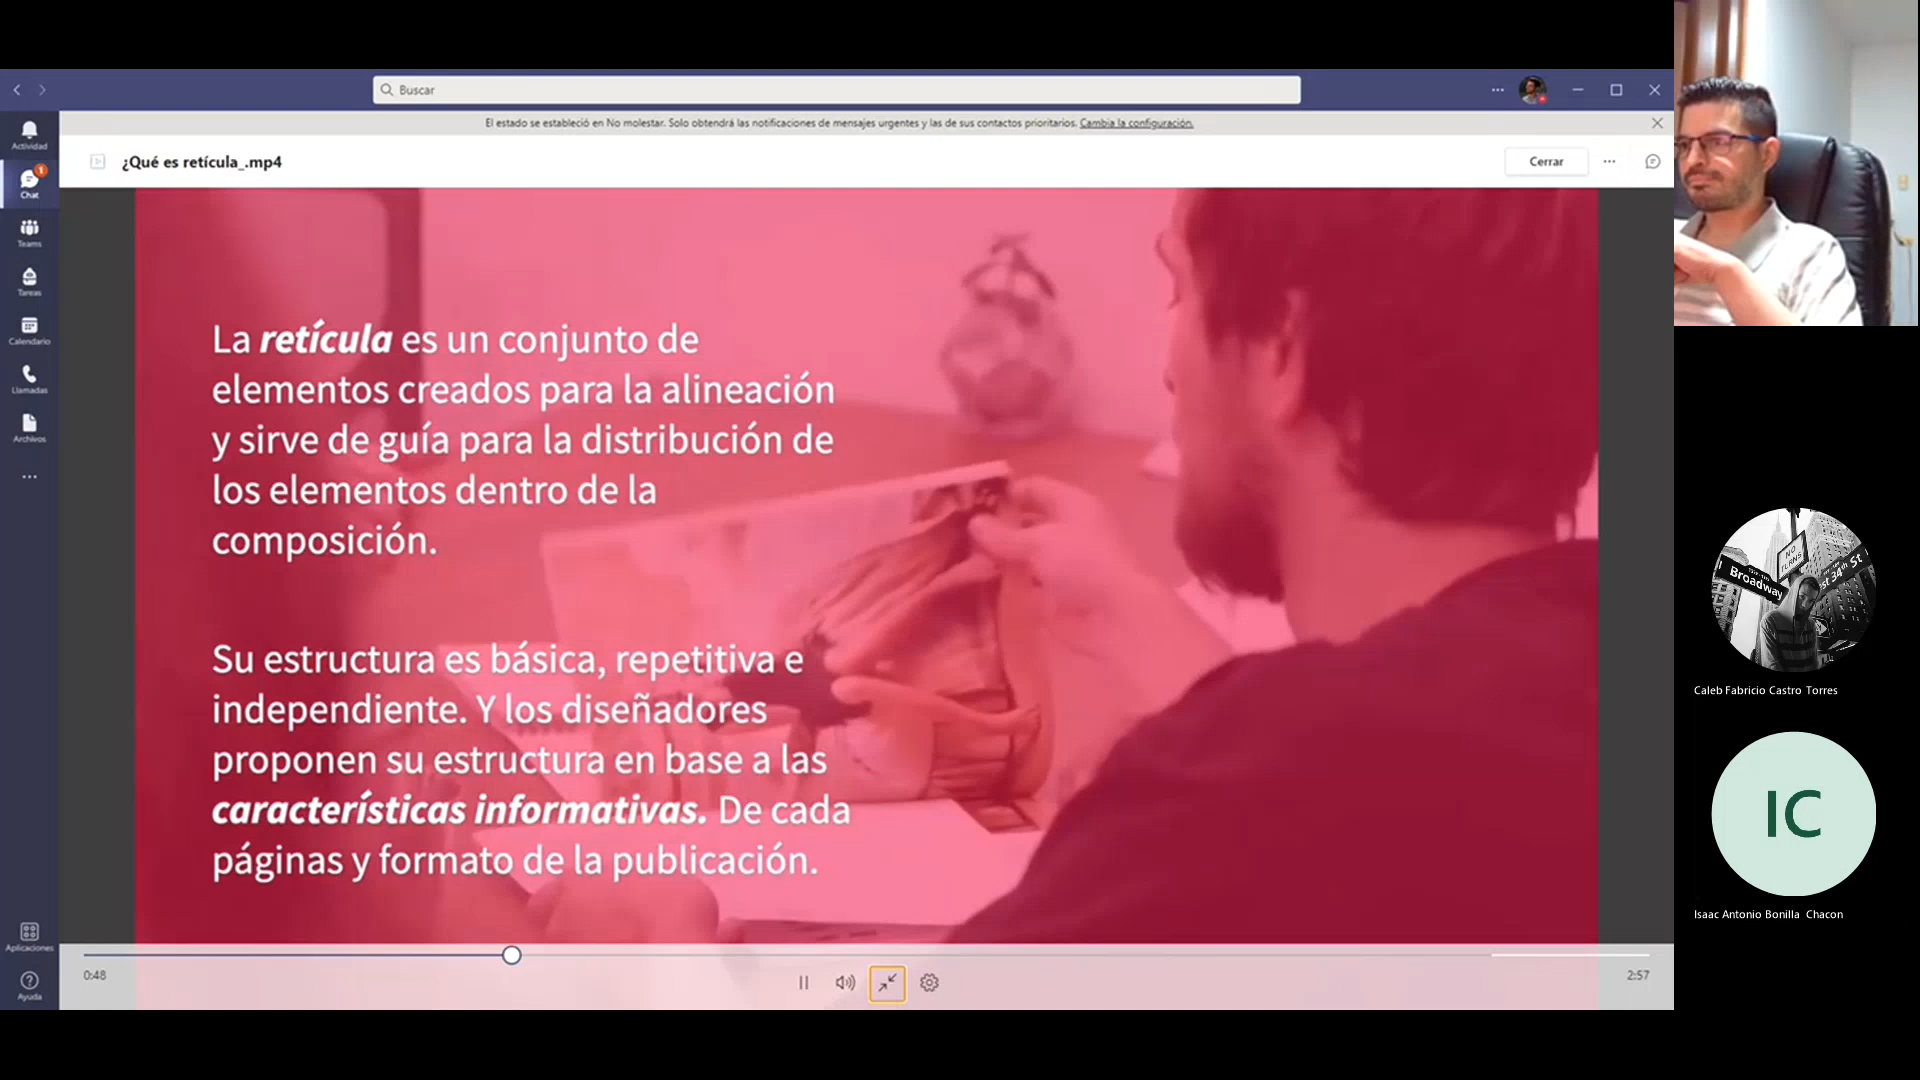 Buscar
El estado se estableció en No molestar. Solo obtendrá las notificaciones de mensajes urgentes y las de sus contactos prioritarios. Cambia la configuración.
Actividad
1
Chat
Teams
Tareas
Calendario
Llamadas
Archivos
Aplicaciones
Ayuda
¿Qué es retícula_.mp4
Cerrar
La retícula es un conjunto de
elementos creados para la alineación
y sirve de guía para la distribución de
los elementos dentro de la
composición.
Su estructura es básica, repetitiva e
independiente. Y los diseñadores
proponen su estructura en base a las
características informativas. De cada
páginas y formato de la publicación.
0:48
2:57
NO
TURNS
Broadway
34th St
Caleb Fabricio Castro Torres
IC
Isaac Antonio Bonilla Chacon